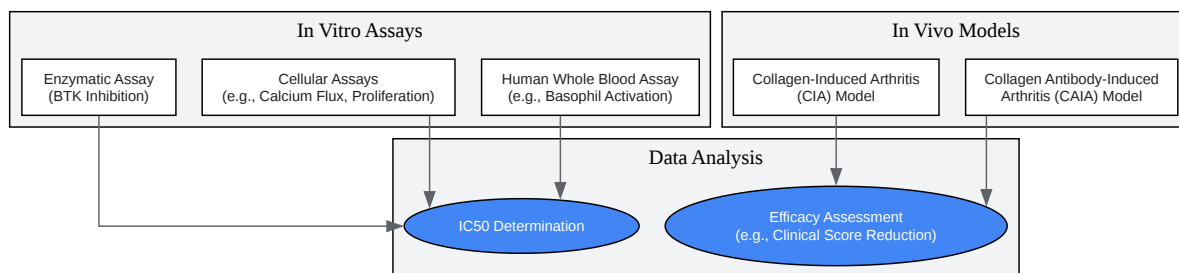 In Vitro Assays
Enzymatic Assay
(BTK Inhibition)
Cellular Assays
(e.g., Calcium Flux, Proliferation)
Human Whole Blood Assay
(e.g., Basophil Activation)
In Vivo Models
Collagen-Induced Arthritis
(CIA) Model
Collagen Antibody-Induced
Arthritis (CAIA) Model
Data Analysis
IC50 Determination
Efficacy Assessment
(e.g., Clinical Score Reduction)